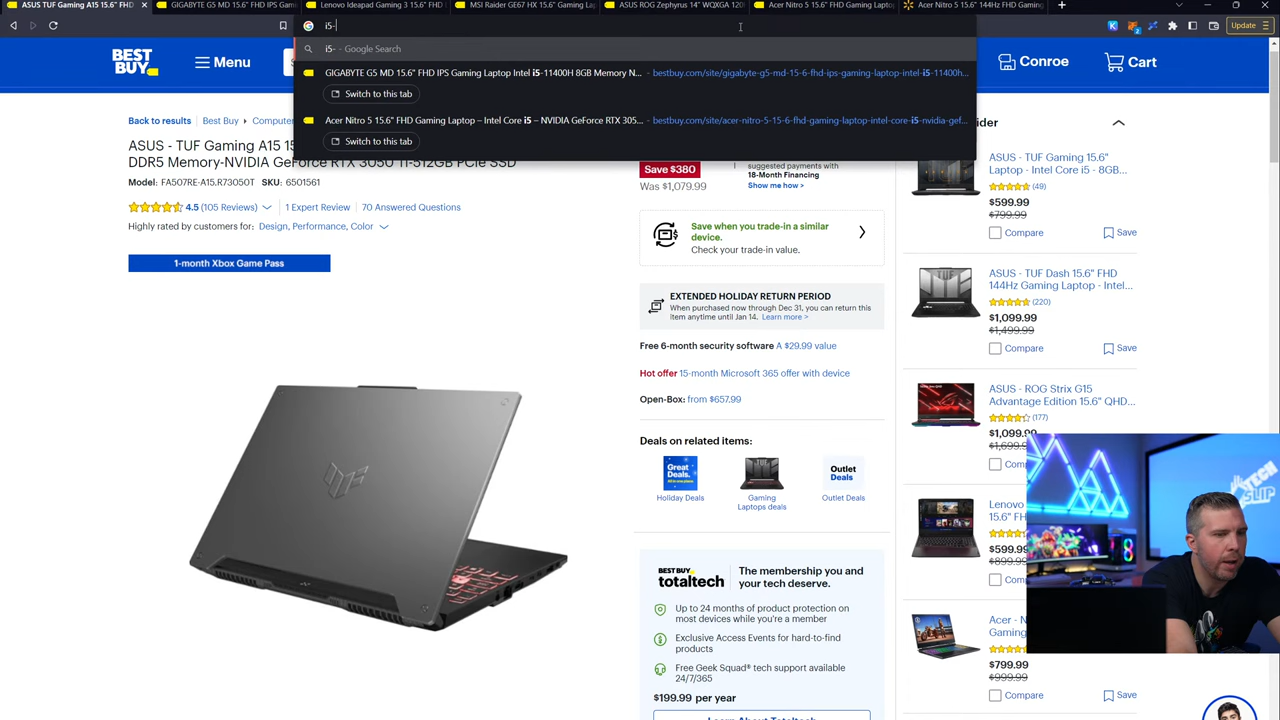 ASUS TUF Gaming A15 15.6" FHD
GIGABYTE G5 MD 15.6" FHD IPS Gam
Lenovo Ideapad Gaming 3 15.6" FHD
MSI Raider GE67 HX 15.6" Gaming La
ASUS ROG Zephyrus 14" WQXGA 120
Acer Nitro 5 15.6" FHD Gaming Lapto
Acer Nitro 5 15.6" 144Hz FHD Gaming
i5-
Update
i5- - Google Search
GIGABYTE G5 MD 15.6" FHD IPS Gaming Laptop Intel i5-11400H 8GB Memory N... - bestbuy.com/site/gigabyte-g5-md-15-6-fhd-ips-gaming-laptop-intel-i5-11400h...
Switch to this tab
Acer Nitro 5 15.6" FHD Gaming Laptop – Intel Core i5 – NVIDIA GeForce RTX 305... - bestbuy.com/site/acer-nitro-5-15-6-fhd-gaming-laptop-intel-core-i5-nvidia-gef...
Switch to this tab
BEST
BUY
Menu
Conroe
Cart
Back to results
Best Buy
Compute
ASUS - TUF Gaming A15 15
DDR5 Memory-NVIDIA GeForce RTX 3050 Ti-512GB PCIe SSD
Model: FA507RE-A15.R73050T SKU: 6501561
4.5 (105 Reviews)
1 Expert Review
70 Answered Questions
Highly rated by customers for: Design, Performance, Color
1-month Xbox Game Pass
Save $380
Was $1,079.99
suggested payments with
18-Month Financing
Show me how >
Save when you trade-in a similar
device.
Check your trade-in value.
EXTENDED HOLIDAY RETURN PERIOD
When purchased now through Dec 31, you can return this
item anytime until Jan 14. Learn more >
Free 6-month security software A $29.99 value
Hot offer 15-month Microsoft 365 offer with device
Open-Box: from $657.99
Deals on related items:
Great
Deals.
Holiday Deals
Gaming
Laptops deals
Outlet
Deals
Outlet Deals
BEST BUY
totaltech
The membership you and
your tech deserve.
Up to 24 months of product protection on
most devices while you're a member
Exclusive Access Events for hard-to-find
products
Free Geek Squad® tech support available
24/7/365
$199.99 per year
Learn About Totaltech
ider
ASUS - TUF Gaming 15.6"
Laptop - Intel Core i5 - 8GB...
(49)
$599.99
$799.99
Compare
Save
ASUS - TUF Dash 15.6" FHD
144Hz Gaming Laptop - Intel...
(220)
$1,099.99
$1,499.99
Compare
Save
ASUS - ROG Strix G15
Advantage Edition 15.6" QHD...
(177)
$1,099.99
$1,699.99
Comp
Lenovo
15.6" FH
$599.99
$899.99
Comp
Acer - N
Gaming
$799.99
$999.99
Compare
Save
TECH
SLIP